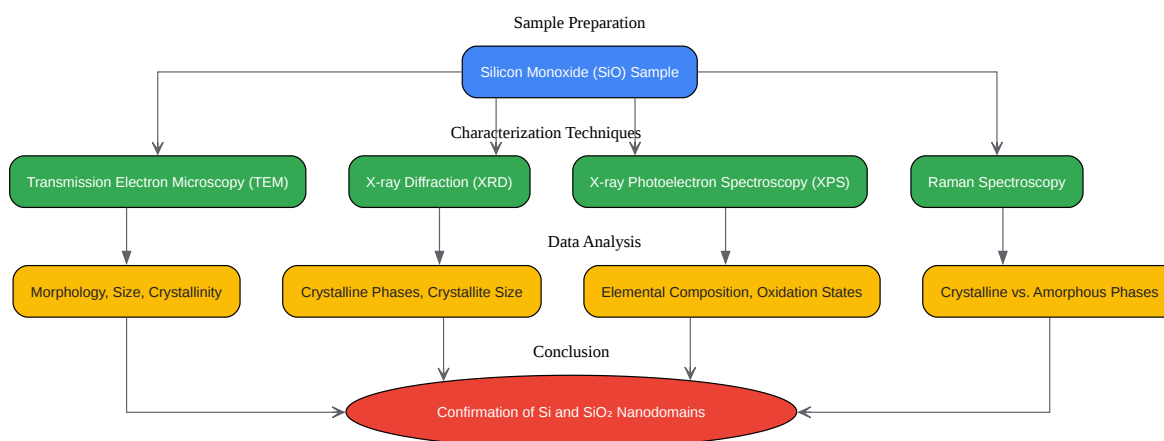 Sample Preparation
Silicon Monoxide (SiO) Sample
Characterization Techniques
Transmission Electron Microscopy (TEM)
X-ray Diffraction (XRD)
X-ray Photoelectron Spectroscopy (XPS)
Raman Spectroscopy
Data Analysis
Morphology, Size, Crystallinity
Crystalline Phases, Crystallite Size
Elemental Composition, Oxidation States
Crystalline vs. Amorphous Phases
Conclusion
Confirmation of Si and SiO₂ Nanodomains